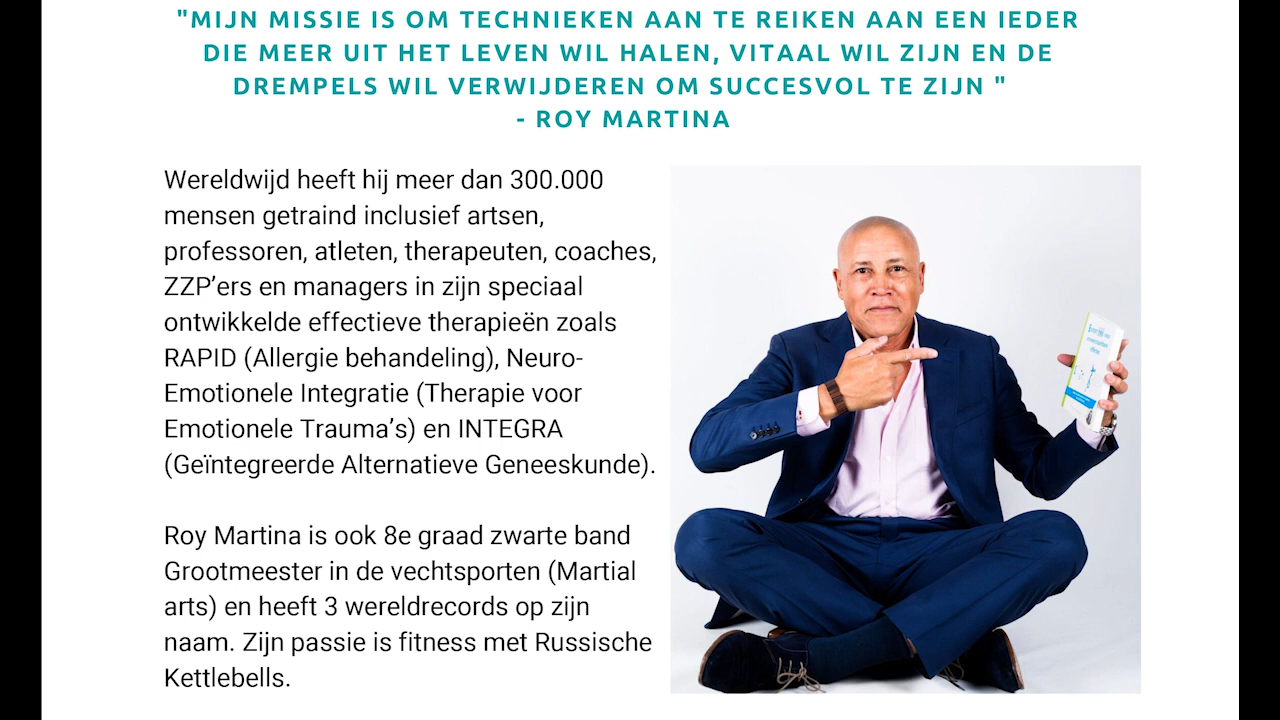 "MIJN MISSIE IS OM TECHNIEKEN AAN TE REIKEN AAN EEN IEDER
DIE MEER UIT HET LEVEN WIL HALEN, VITAAL WIL ZIJN EN DE
DREMPELS WIL VERWIJDEREN OM SUCCESVOL TE ZIJN "
- ROY MARTINA
Wereldwijd heeft hij meer dan 300.000
mensen getraind inclusief artsen,
professoren, atleten, therapeuten, coaches,
ZZP’ers en managers in zijn speciaal
ontwikkelde effectieve therapieën zoals
RAPID (Allergie behandeling), Neuro-
Emotionele Integratie (Therapie voor
Emotionele Trauma’s) en INTEGRA
(Geïntegreerde Alternatieve Geneeskunde).
Roy Martina is ook 8e graad zwarte band
Grootmeester in de vechtsporten (Martial
arts) en heeft 3 wereldrecords op zijn
naam. Zijn passie is fitness met Russische
Kettlebells.